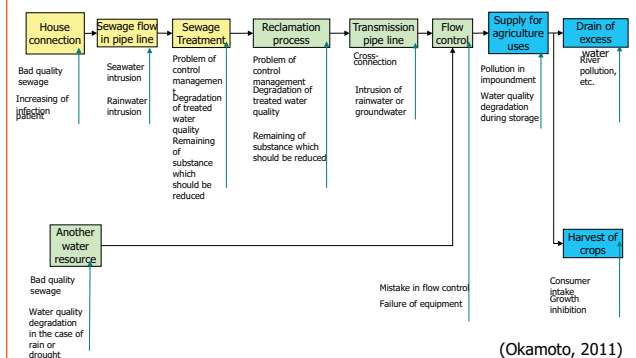 House
connection
Sewage flow
in pipe line
Sewage
Treatment
Reclamation
process
Transmission
pipe line
Flow
control
Supply for
agriculture
uses
Drain of
excess
water
Bad quality
sewage
Increasing of
infection
patient
Seawater
intrusion
Rainwater
intrusion
Problem of
control
managemen
t
Degradation
of treated
water
quality
Remaining
of
substance
which
should be
reduced
Problem of
control
management
Degradation of
treated water
quality
Remaining of
substance which
should be reduced
Cross-
connection
Intrusion of
rainwater or
groundwater
Pollution in
impoundment
Water quality
degradation
during storage
River
pollution,
etc.
Another
water
resource
Harvest of
crops
Bad quality
sewage
Water quality
degradation
in the case of
rain or
drought
Mistake in flow control
Failure of equipment
Consumer
intake
Growth
inhibition
(Okamoto, 2011)